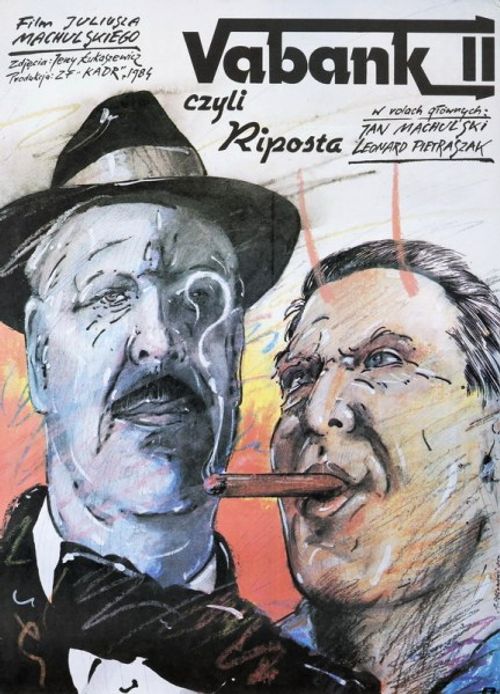 Film JULIUSZA
MACHULSKIEGO
Zdjęcia: Jerzy Łukaszewicz
Produkcja: ZF-"KADR", 1984
Vabank II
czyli
Riposta
w rolach głównych:
JAN MACHULSKI
LEONARD PIETRASZAK